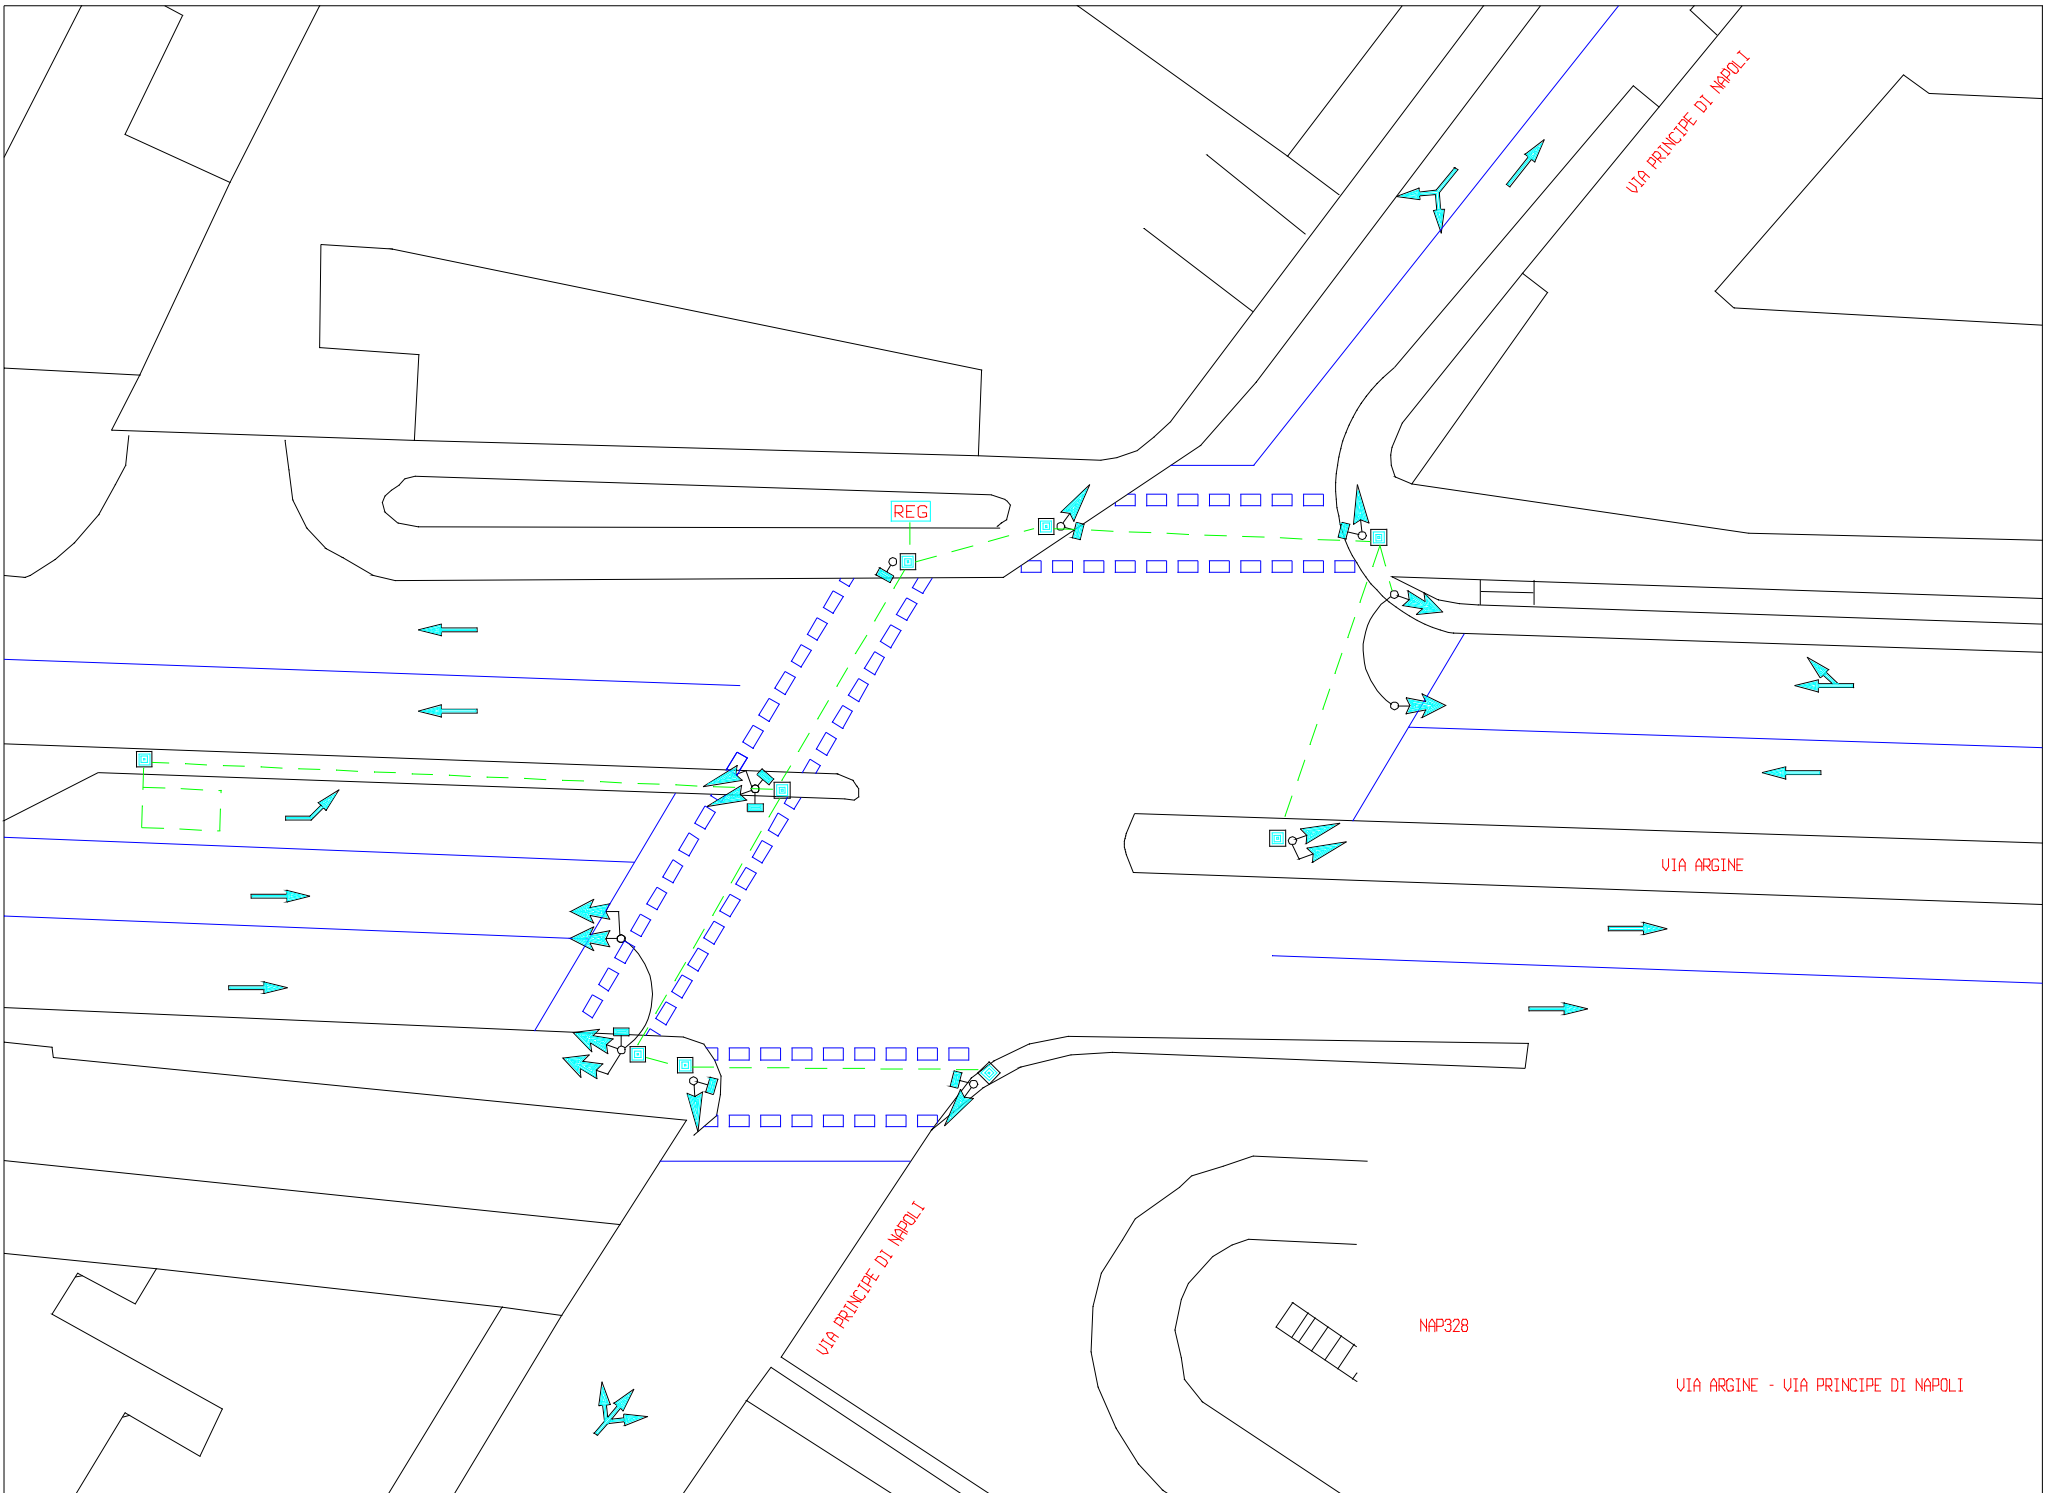 VIA PRINCIPE DI NAPOLI
REG
VIA ARGINE
VIA PRINCIPE DI NAPOLI
NAP328
VIA ARGINE - VIA PRINCIPE DI NAPOLI